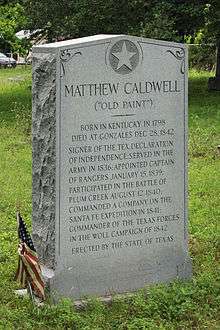 MATTHEW CALDWELL
("OLD PAINT")
BORN IN KENTUCKY IN 1798
DIED AT GONZALES DEC. 28, 1842
SIGNER OF THE TEX. DECLARATION
OF INDEPENDENCE. SERVED IN THE
ARMY IN 1836. APPOINTED CAPTAIN
OF RANGERS JANUARY 15, 1839.
PARTICIPATED IN THE BATTLE OF
PLUM CREEK AUGUST 12, 1840.
COMMANDED A COMPANY ON THE
SANTA FE EXPEDITION IN 1841.
COMMANDER OF THE TEXAS FORCES
IN THE WOLL CAMPAIGN OF 1842
ERECTED BY THE STATE OF TEXAS